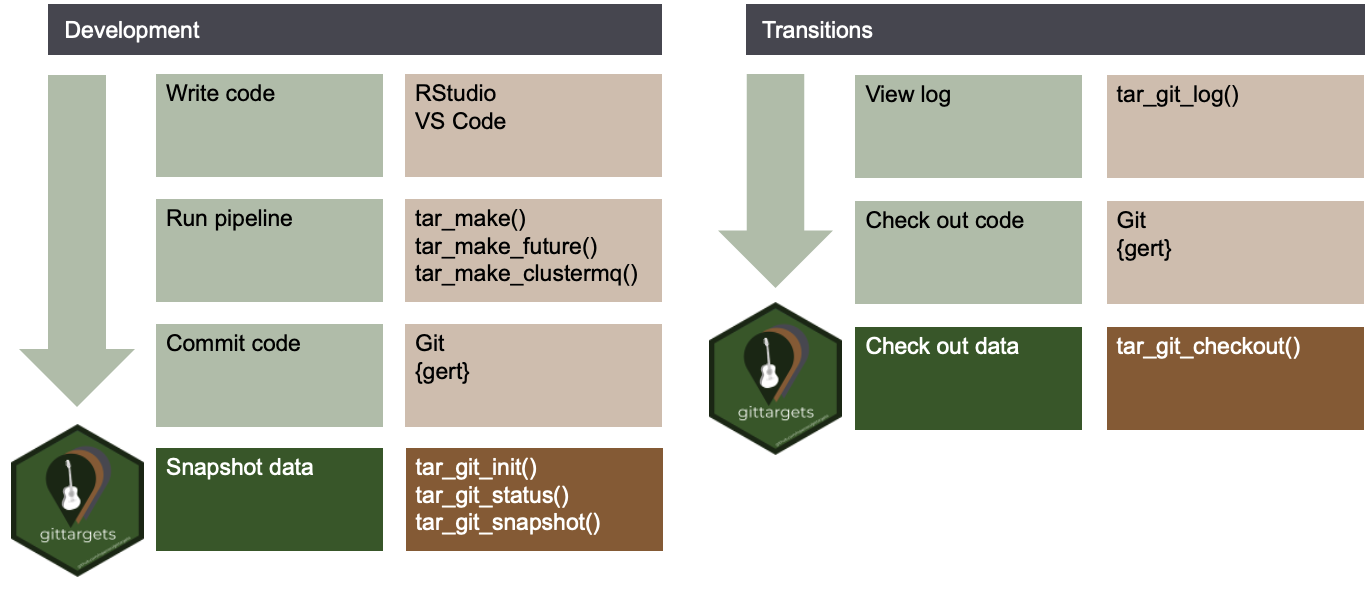 Development
Write code
RStudio
VS Code
Run pipeline
tar_make()
tar_make_future()
tar_make_clustermq()
Commit code
Git
{gert}
gittargets
Snapshot data
tar_git_init()
tar_git_status()
tar_git_snapshot()
Transitions
View log
tar_git_log()
Check out code
Git
{gert}
gittargets
Check out data
tar_git_checkout()